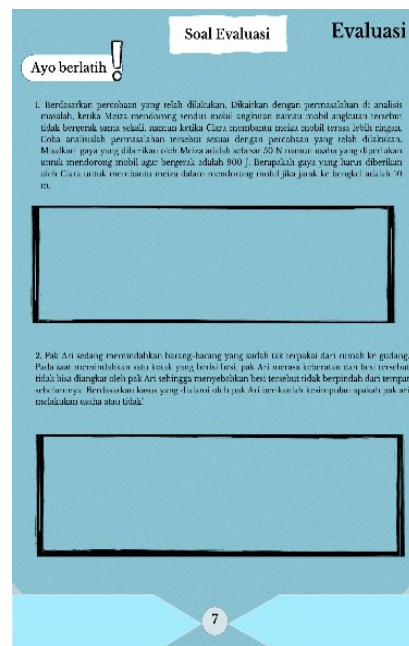 Soal Evaluasi
Evaluasi
Ayo berlatih !
1. Berdasarkan percobaan yang telah dilakukan. Dikaitkan dengan permasalahan di analisis
masalah, ketika Meiza mendorong sendiri mobil angkutan namau mobil angkutan tersebut
tidak bergerak sama sekali, namun ketika Clara membantu meiza mobil terasa lebih ringan.
Coba analisislah permasalahan tersebut sesuai dengan percobaan yang telah dilakukan.
Misalkan gaya yang diberikan oleh Meiza adalah sebesar 50 N namun usaha yang diperlukan
untuk mendorong mobil agar bergerak adalah 900 J. Berapakah gaya yang harus diberikan
oleh Clara untuk membantu meiza dalam mendorong mobil jika jarak ke bengkel adalah 10
m.
2. Pak Ari sedang memindahkan barang-barang yang sudah tak terpakai dari rumah ke gudang.
Pada saat memindahkan satu kotak yang berisi besi, pak Ari merasa keberatan dan besi tersebut
tidak bisa diangkat oleh pak Ari sehingga menyebabkan besi tersebut tidak berpindah dari tempat
sebelumnya. Berdasarkan kasus yang dialami oleh pak Ari berikanlah kesimpulan apakah pak ari
melakukan usaha atau tidak!
7